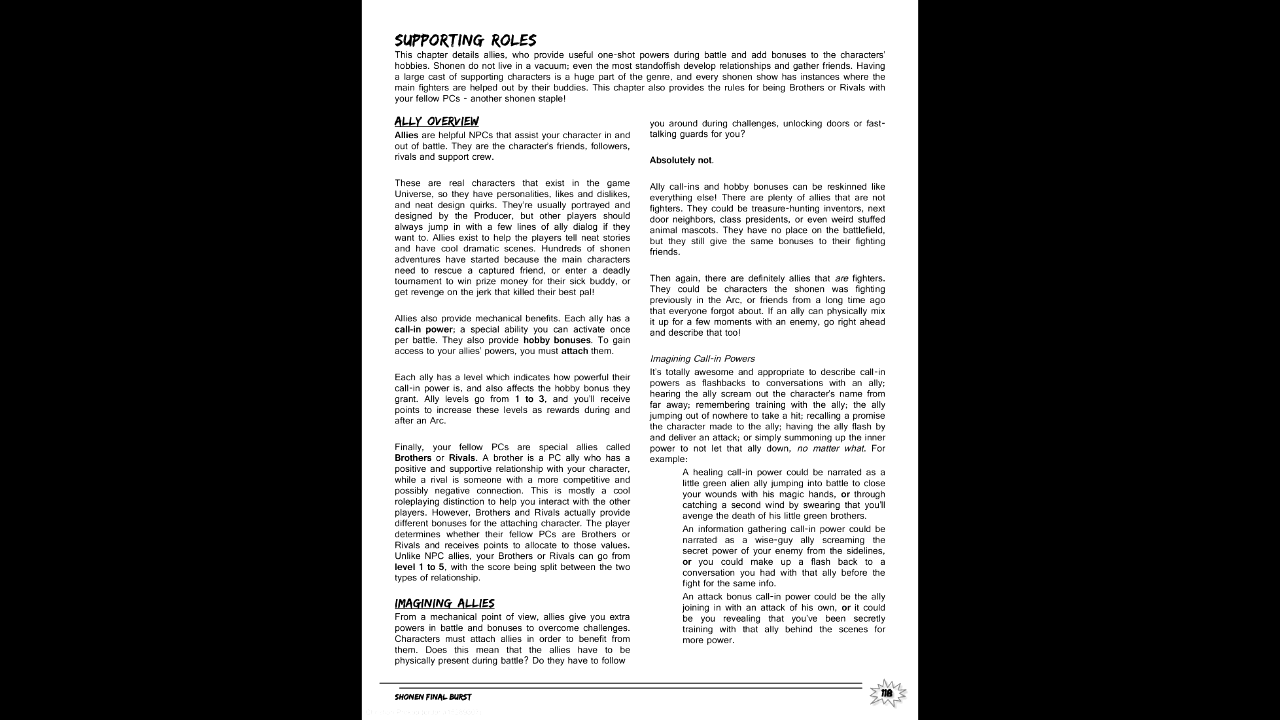 SUPPORTING ROLES
This chapter details allies, who provide useful one-shot powers during battle and add bonuses to the characters'
hobbies. Shonen do not live in a vacuum; even the most standoffish develop relationships and gather friends. Having
a large cast of supporting characters is a huge part of the genre, and every shonen show has instances where the
main fighters are helped out by their buddies. This chapter also provides the rules for being Brothers or Rivals with
your fellow PCs - another shonen staple!
ALLY OVERVIEW
Allies are helpful NPCs that assist your character in and
out of battle. They are the character's friends, followers,
rivals and support crew.
These are real characters that exist in the game
Universe, so they have personalities, likes and dislikes,
and neat design quirks. They're usually portrayed and
designed by the Producer, but other players should
always jump in with a few lines of ally dialog if they
want to. Allies exist to help the players tell neat stories
and have cool dramatic scenes. Hundreds of shonen
adventures have started because the main characters
need to rescue a captured friend, or enter a deadly
tournament to win prize money for their sick buddy, or
get revenge on the jerk that killed their best pal!
Allies also provide mechanical benefits. Each ally has a
call-in power; a special ability you can activate once
per battle. They also provide hobby bonuses. To gain
access to your allies' powers, you must attach them.
Each ally has a level which indicates how powerful their
call-in power is, and also affects the hobby bonus they
grant. Ally levels go from 1 to 3, and you'll receive
points to increase these levels as rewards during and
after an Arc.
Finally, your fellow PCs are special allies called
Brothers or Rivals. A brother is a PC ally who has a
positive and supportive relationship with your character,
while a rival is someone with a more competitive and
possibly negative connection. This is mostly a cool
roleplaying distinction to help you interact with the other
players. However, Brothers and Rivals actually provide
different bonuses for the attaching character. The player
determines whether their fellow PCs are Brothers or
Rivals and receives points to allocate to those values.
Unlike NPC allies, your Brothers or Rivals can go from
level 1 to 5, with the score being split between the two
types of relationship.
IMAGINING ALLIES
From a mechanical point of view, allies give you extra
powers in battle and bonuses to overcome challenges.
Characters must attach allies in order to benefit from
them. Does this mean that the allies have to be
physically present during battle? Do they have to follow
you around during challenges, unlocking doors or fast-
talking guards for you?
Absolutely not.
Ally call-ins and hobby bonuses can be reskinned like
everything else! There are plenty of allies that are not
fighters. They could be treasure-hunting inventors, next
door neighbors, class presidents, or even weird stuffed
animal mascots. They have no place on the battlefield,
but they still give the same bonuses to their fighting
friends.
Then again, there are definitely allies that are fighters.
They could be characters the shonen was fighting
previously in the Arc, or friends from a long time ago
that everyone forgot about. If an ally can physically mix
it up for a few moments with an enemy, go right ahead
and describe that too!
Imagining Call-in Powers
It's totally awesome and appropriate to describe call-in
powers as flashbacks to conversations with an ally;
hearing the ally scream out the character's name from
far away; remembering training with the ally; the ally
jumping out of nowhere to take a hit; recalling a promise
the character made to the ally; having the ally flash by
and deliver an attack; or simply summoning up the inner
power to not let that ally down, no matter what. For
example:
A healing call-in power could be narrated as a
little green alien ally jumping into battle to close
your wounds with his magic hands, or through
catching a second wind by swearing that you'll
avenge the death of his little green brothers.
An information gathering call-in power could be
narrated as a wise-guy ally screaming the
secret power of your enemy from the sidelines,
or you could make up a flash back to a
conversation you had with that ally before the
fight for the same info.
An attack bonus call-in power could be the ally
joining in with an attack of his own, or it could
be you revealing that you've been secretly
training with that ally behind the scenes for
more power.
SHONEN FINAL BURST